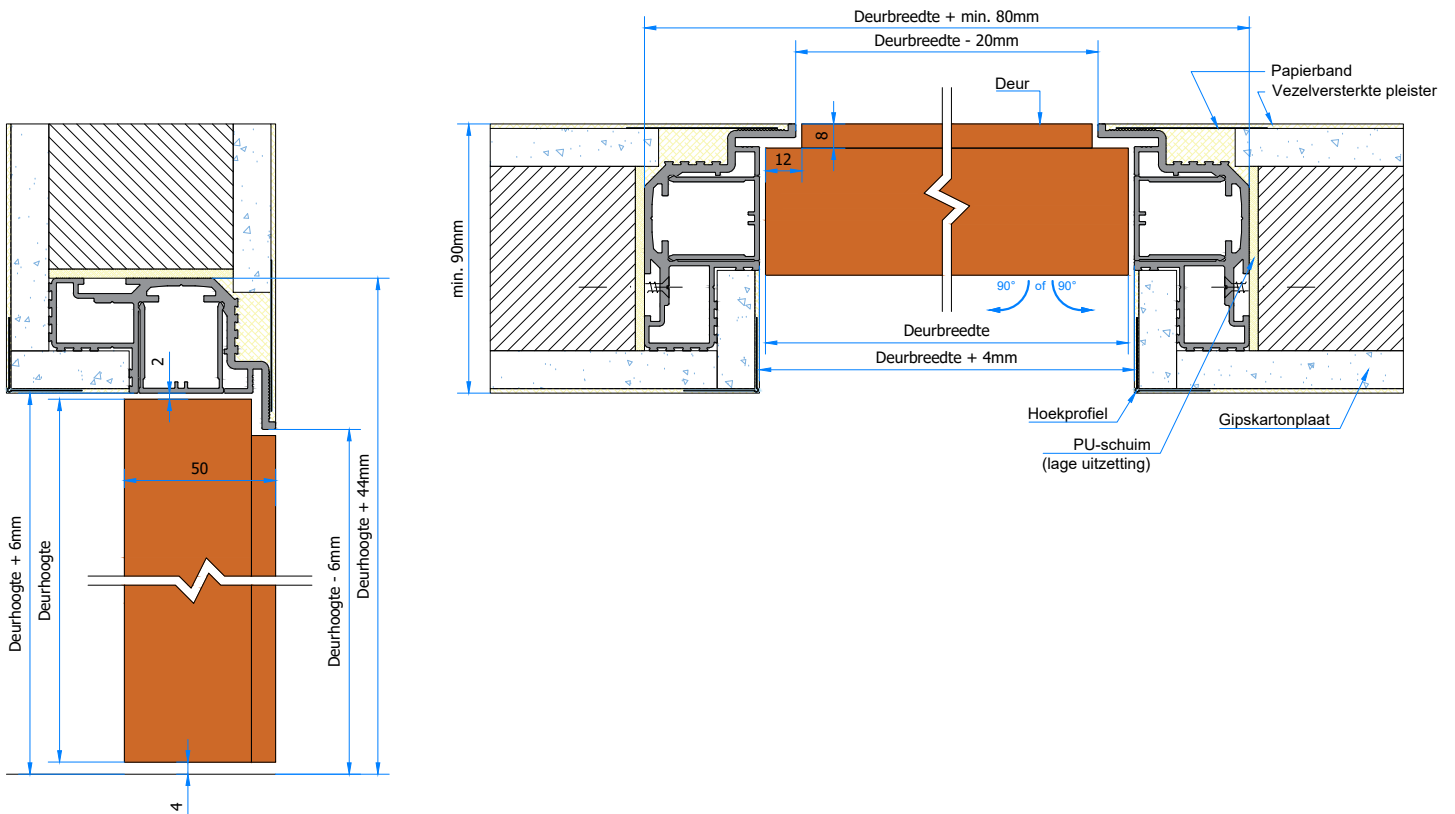 Deurbreedte + min. 80mm
Deurbreedte - 20mm
Deur
Papierband
Vezelversterkte pleister
8
12
min. 90mm
90° of 90°
Deurbreedte
Deurbreedte + 4mm
Hoekprofiel
PU-schuim
(lage uitzetting)
Gipskartonplaat
2
50
Deurhoogte + 6mm
Deurhoogte
Deurhoogte - 6mm
Deurhoogte + 44mm
4